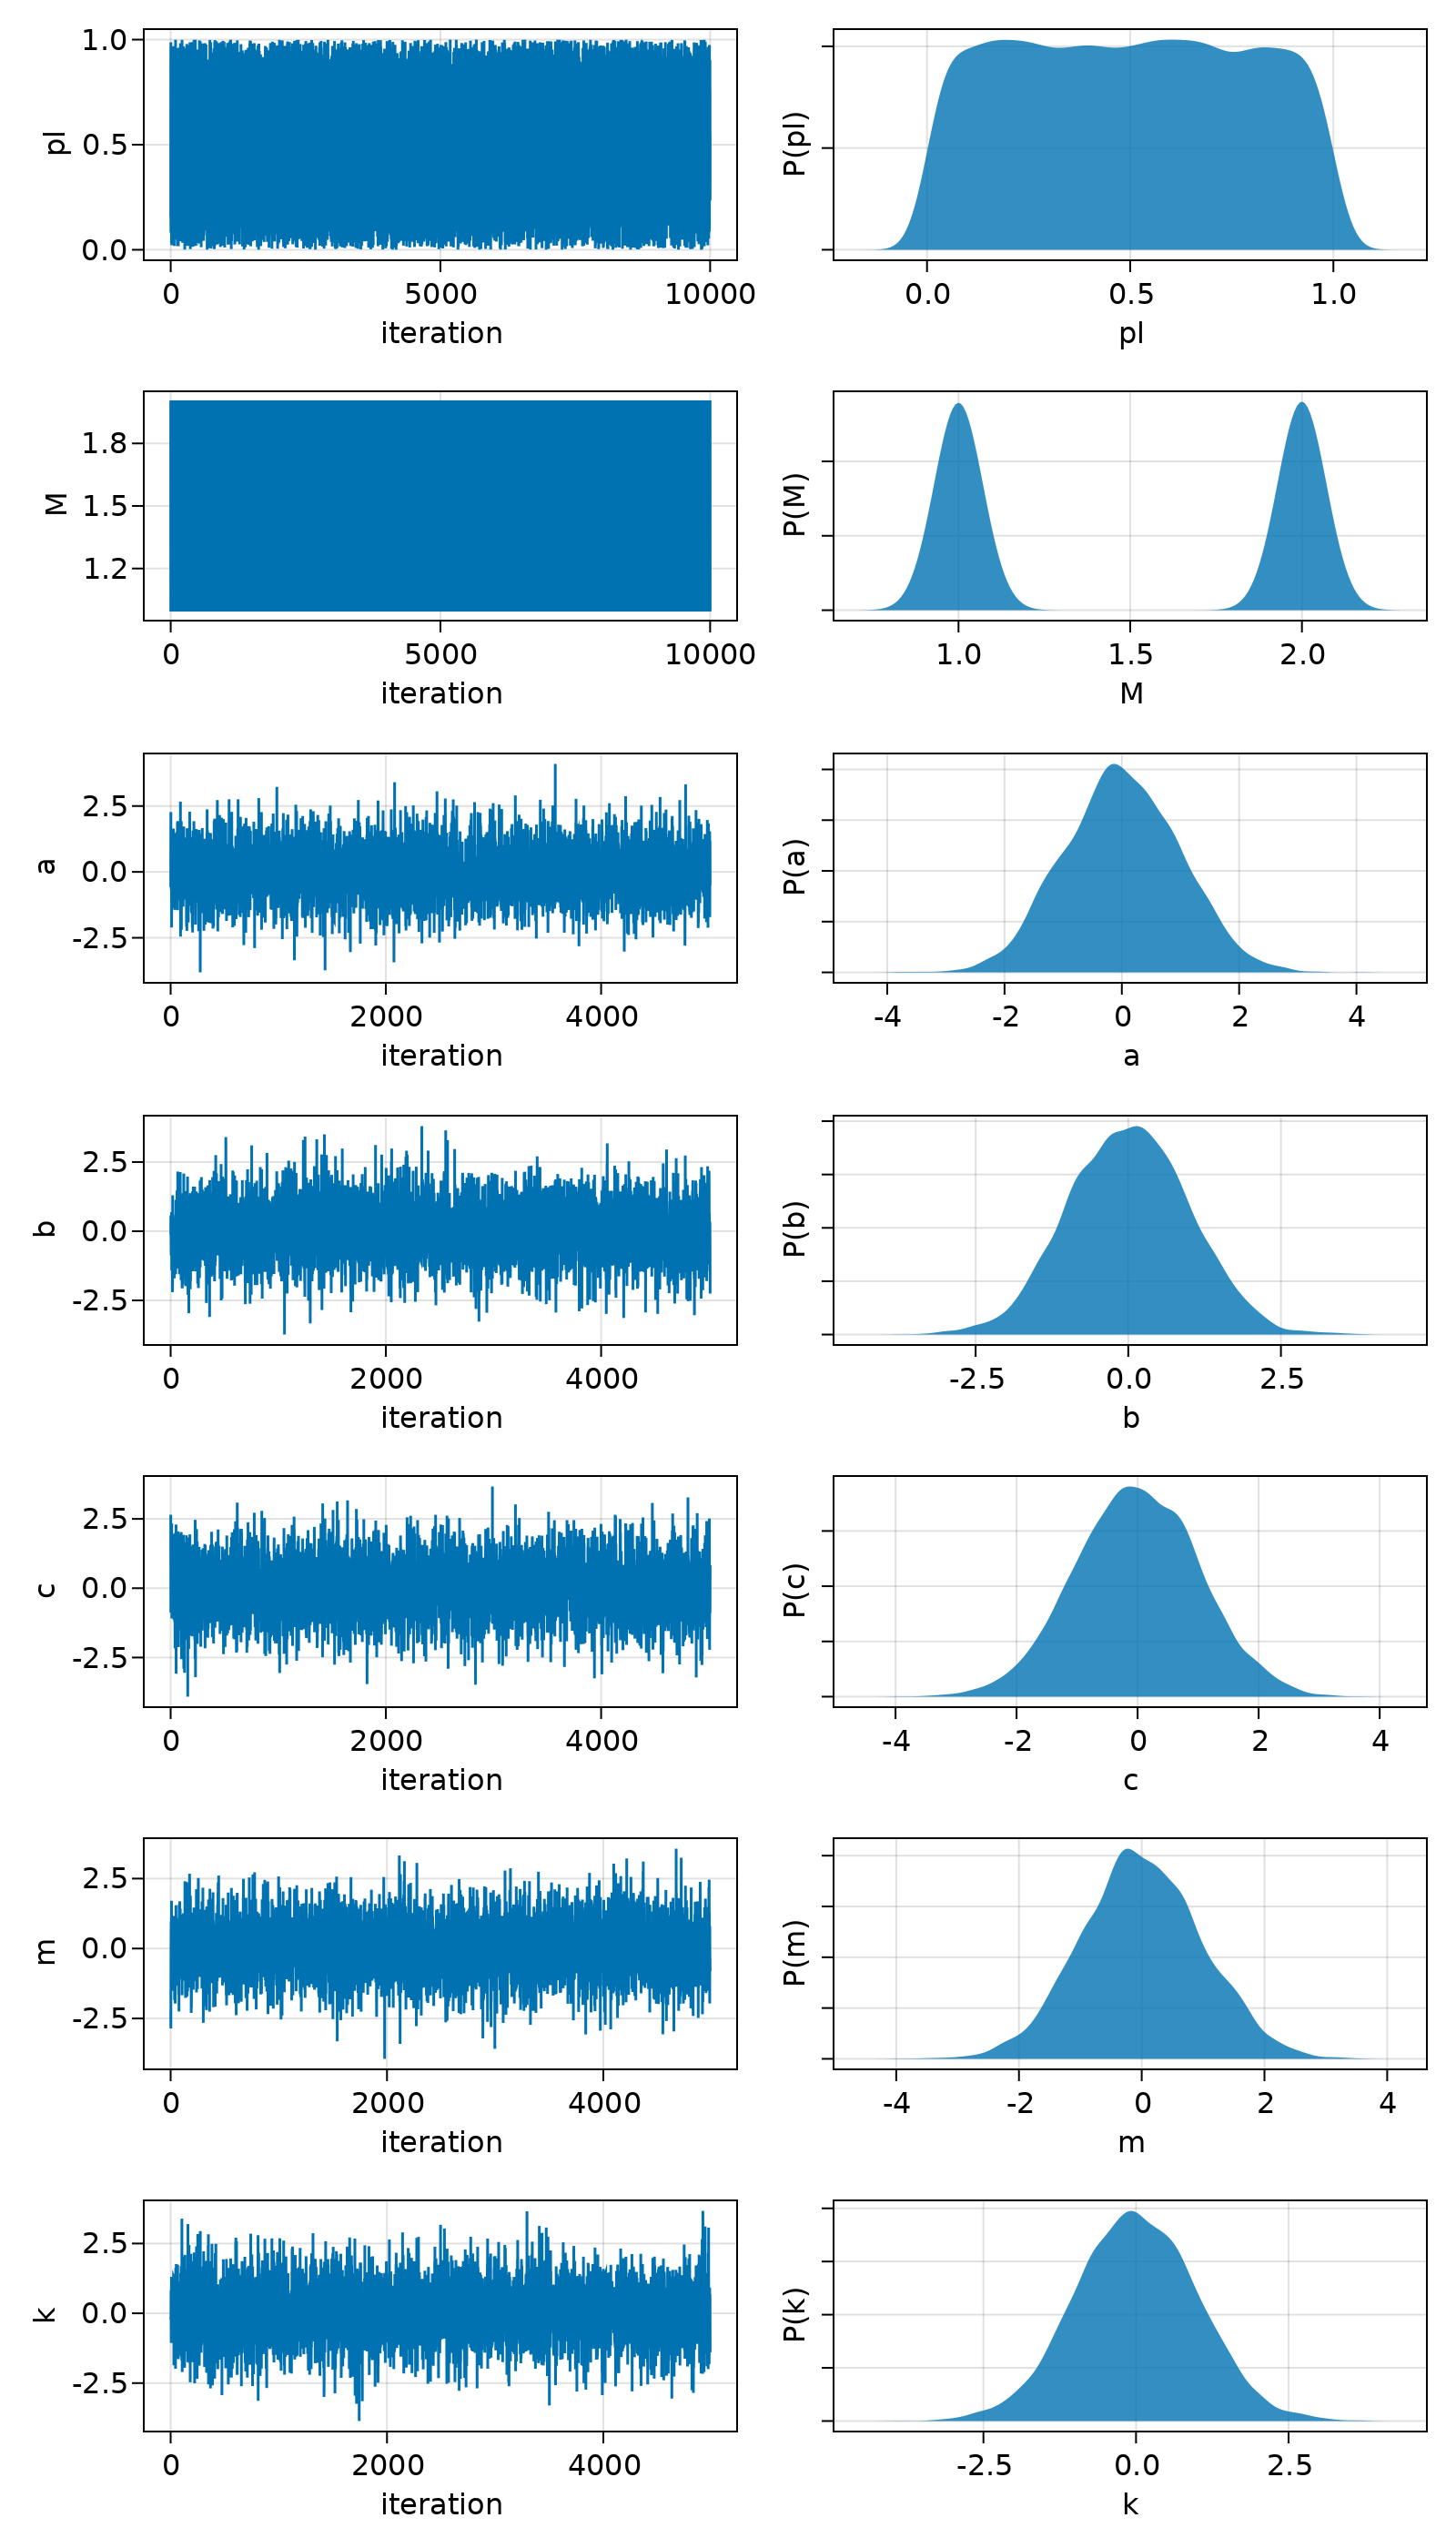 1.0
0.5
0.0
pl
0 5000 10000
iteration
P(pl)
0.0 0.5 1.0
pl
1.8
1.5
1.2
M
0 5000 10000
iteration
P(M)
1.0 1.5 2.0
M
2.5
0.0
-2.5
a
0 2000 4000
iteration
P(a)
-4 -2 0 2 4
a
2.5
0.0
-2.5
b
0 2000 4000
iteration
P(b)
-2.5 0.0 2.5
b
2.5
0.0
-2.5
c
0 2000 4000
iteration
P(c)
-4 -2 0 2 4
c
2.5
0.0
-2.5
m
0 2000 4000
iteration
P(m)
-4 -2 0 2 4
m
2.5
0.0
-2.5
k
0 2000 4000
iteration
P(k)
-2.5 0.0 2.5
k